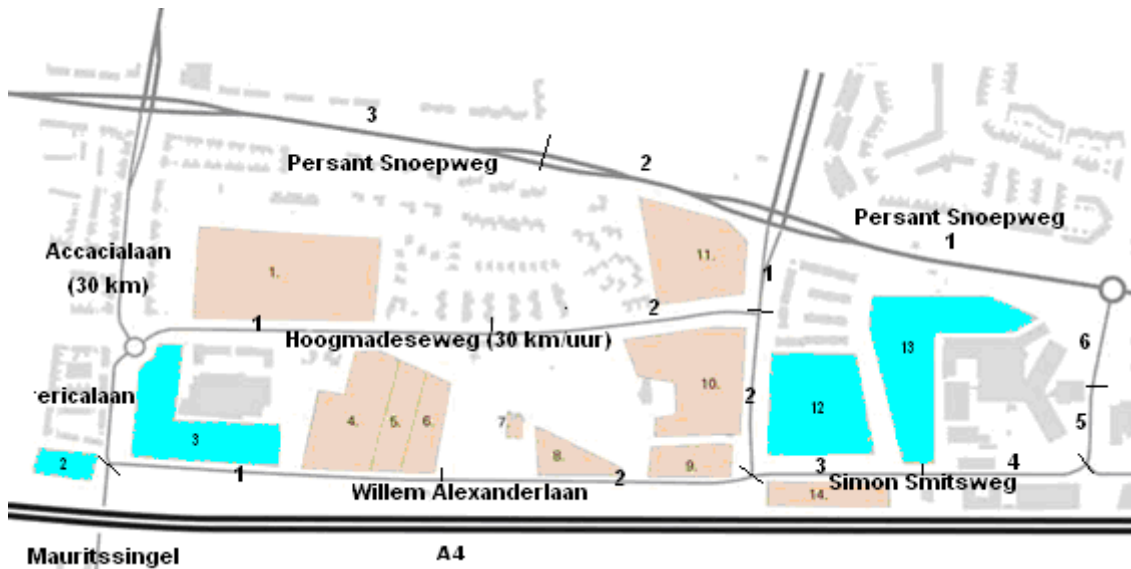 3
Persant Snoepweg
2
Persant Snoepweg
1
Accacialaan
(30 km)
1.
11.
1
2
1
Hoogmadeseweg (30 km/uur)
6
13
ericalaan
10.
2
12
5
4.
5.
6.
7.
3
8.
9.
2
1
2
3
4
Willem Alexanderlaan
Simon Smitsweg
14.
Mauritssingel
A4